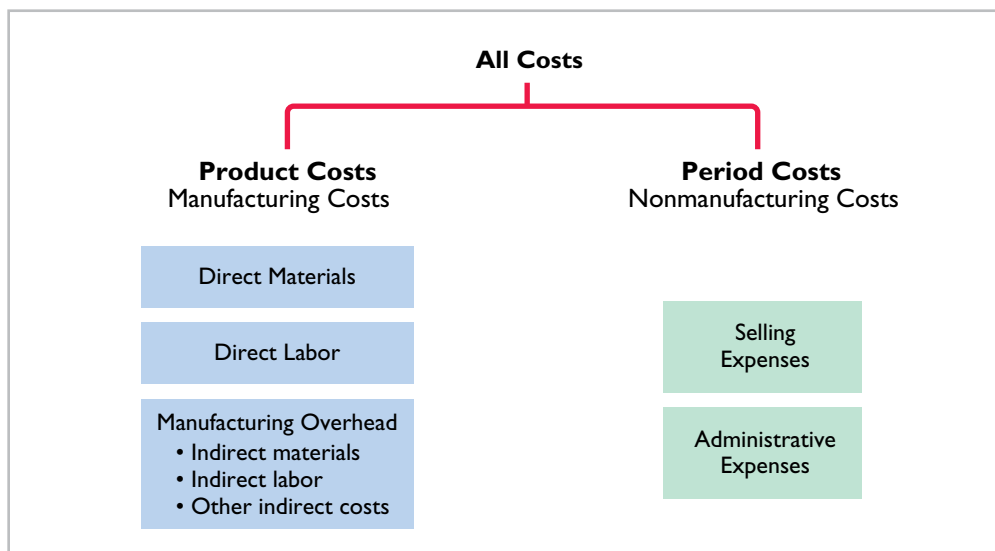 All Costs
Product Costs
Manufacturing Costs
Direct Materials
Direct Labor
Manufacturing Overhead
• Indirect materials
• Indirect labor
• Other indirect costs
Period Costs
Nonmanufacturing Costs
Selling
Expenses
Administrative
Expenses